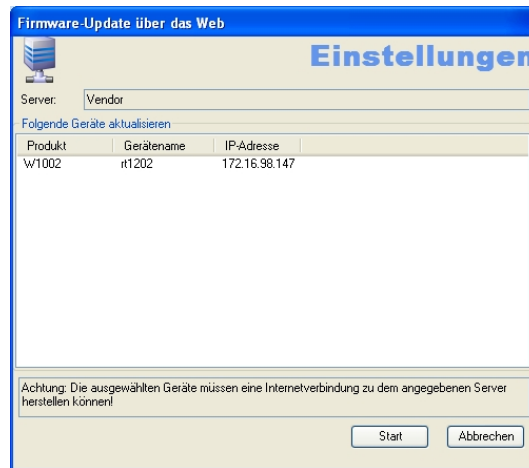 Firmware-Update über das Web
Einstellungen
Server: Vendor
Folgende Geräte aktualisieren
Produkt Gerätename IP-Adresse
W1002 rt1202 172.16.98.147
Achtung: Die ausgewählten Geräte müssen eine Internetverbindung zu dem angegebenen Server
herstellen können!
Start Abbrechen